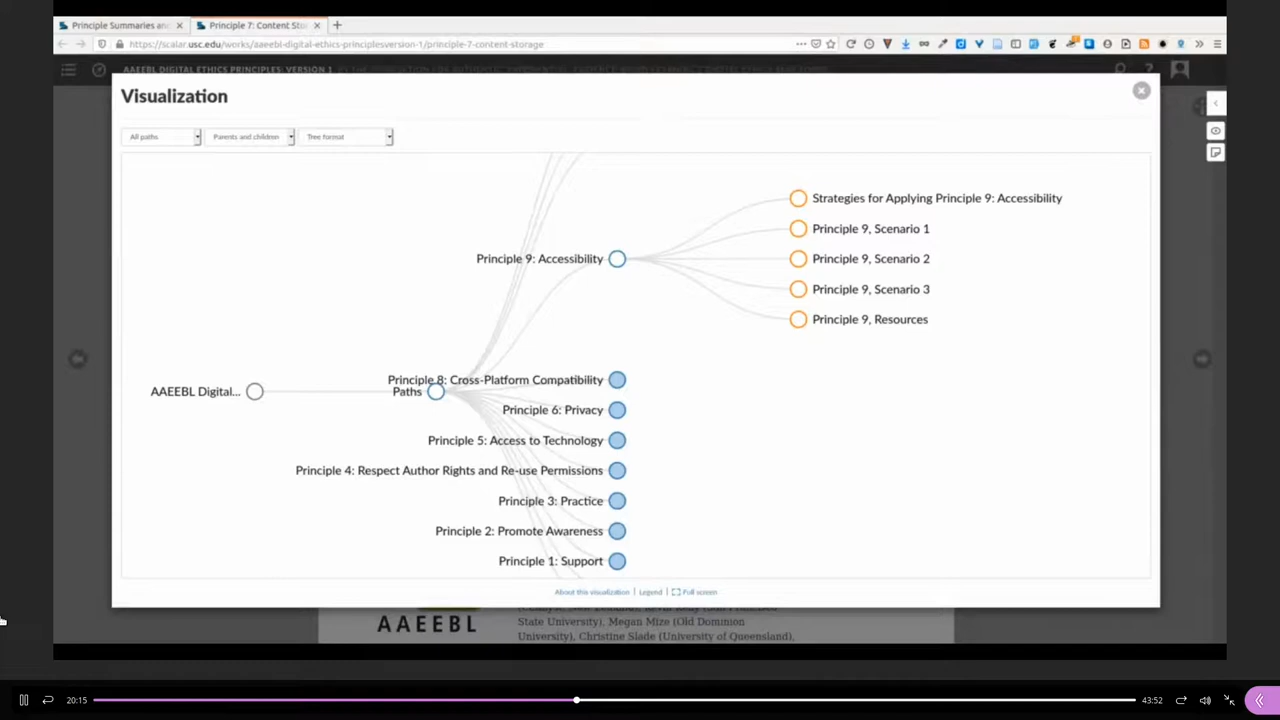 Principle Summaries an
Principle 7: Content Sto
https://scalar.usc.edu/works/aaeebl-digital-ethics-principlesversion-1/principle-7-content-storage
AAEEBL DIGITAL ETHICS PRINCIPLES: VERSION 1
Visualization
All paths
Parents and children
Tree format
Strategies for Applying Principle 9: Accessibility
Principle 9, Scenario 1
Principle 9: Accessibility
Principle 9, Scenario 2
Principle 9, Scenario 3
Principle 9, Resources
Principle 8: Cross-Platform Compatibility
AAEEBL Digital...
Paths
Principle 6: Privacy
Principle 5: Access to Technology
Principle 4: Respect Author Rights and Re-use Permissions
Principle 3: Practice
Principle 2: Promote Awareness
Principle 1: Support
About this visualization | Legend | Full screen
State University), Megan Mize (Old Dominion
AAEEBL
University), Christine Slade (University of Queensland),
20:15
43:52